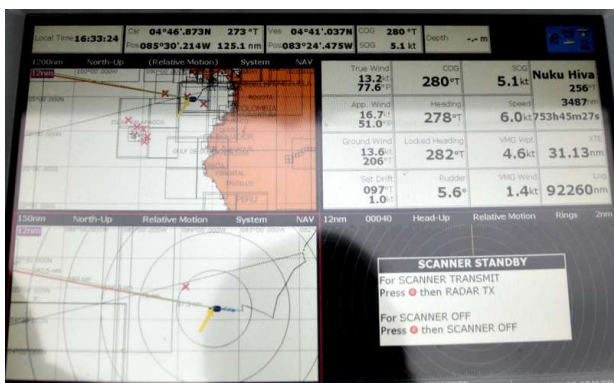 Local Time 16:33:24
Csr 04°46'.873N 273 °T
Pos 085°30'.214W 125.1 nm
Ves 04°41'.037N COG 280 °T
Pos 083°24'.475W SOG 5.1 kt
Depth -.- m
1200nm North-Up (Relative Motion) System NAV
12nm
COLOMBIA
PERU
True Wind
13.2kt
77.6°P
COG
280°T
SOG
5.1kt
Nuku Hiva
256°T
3487nm
753h45m27s
App. Wind
16.7kt
51.0°P
Heading
278°T
Speed
6.0kt
Ground Wind
13.6kt
206°T
Locked Heading
282°T
VMG Wpt
4.6kt
XTE
31.13nm
Set Drift
097°T
1.0kt
Rudder
5.6°
VMG Wind
1.4kt
Log
92260nm
150nm North-Up Relative Motion System NAV
12nm
12nm 00040 Head-Up Relative Motion Rings 2nm
SCANNER STANDBY
For SCANNER TRANSMIT
Press then RADAR TX
For SCANNER OFF
Press then SCANNER OFF